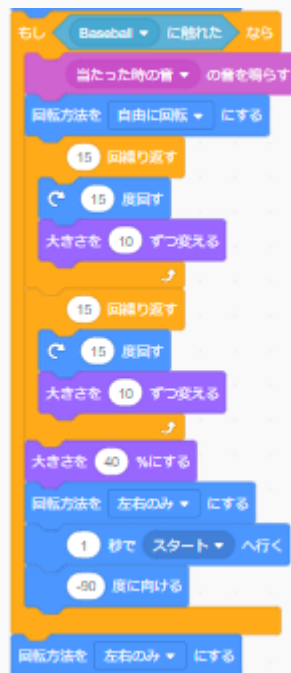 もし Baseball に触れた なら
当たった時の音 の音を鳴らす
回転方法を 自由に回転 にする
15 回繰り返す
15 度回す
大きさを 10 ずつ変える
15 回繰り返す
15 度回す
大きさを 10 ずつ変える
大きさを 40 %にする
回転方法を 左右のみ にする
1 秒で スタート へ行く
-90 度に向ける
回転方法を 左右のみ にする